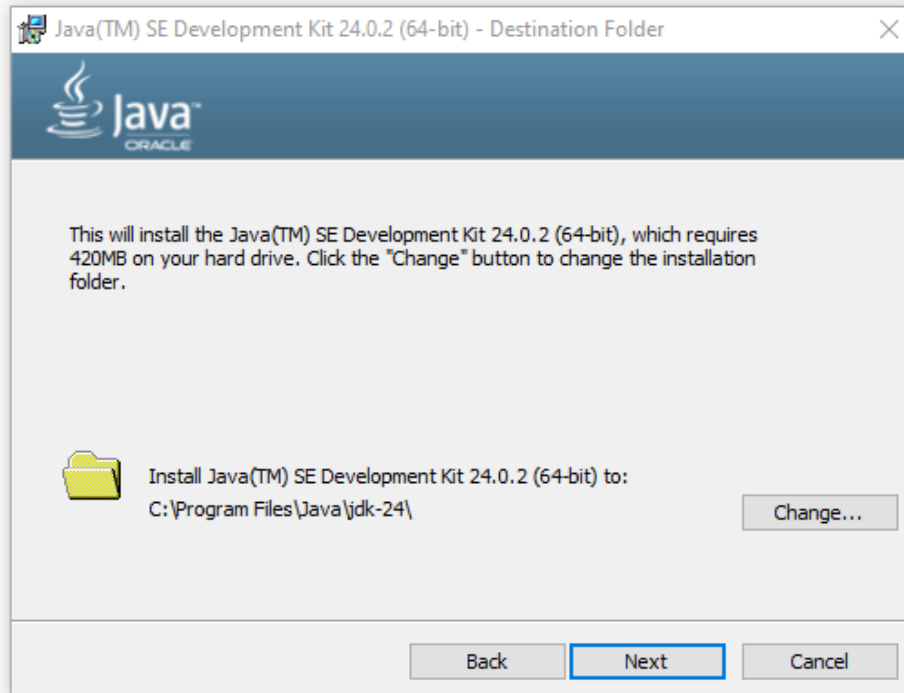 Java(TM) SE Development Kit 24.0.2 (64-bit) - Destination Folder
Java™
ORACLE
This will install the Java(TM) SE Development Kit 24.0.2 (64-bit), which requires
420MB on your hard drive. Click the "Change" button to change the installation
folder.
Install Java(TM) SE Development Kit 24.0.2 (64-bit) to:
C:\Program Files\Java\jdk-24\
Change...
Back
Next
Cancel